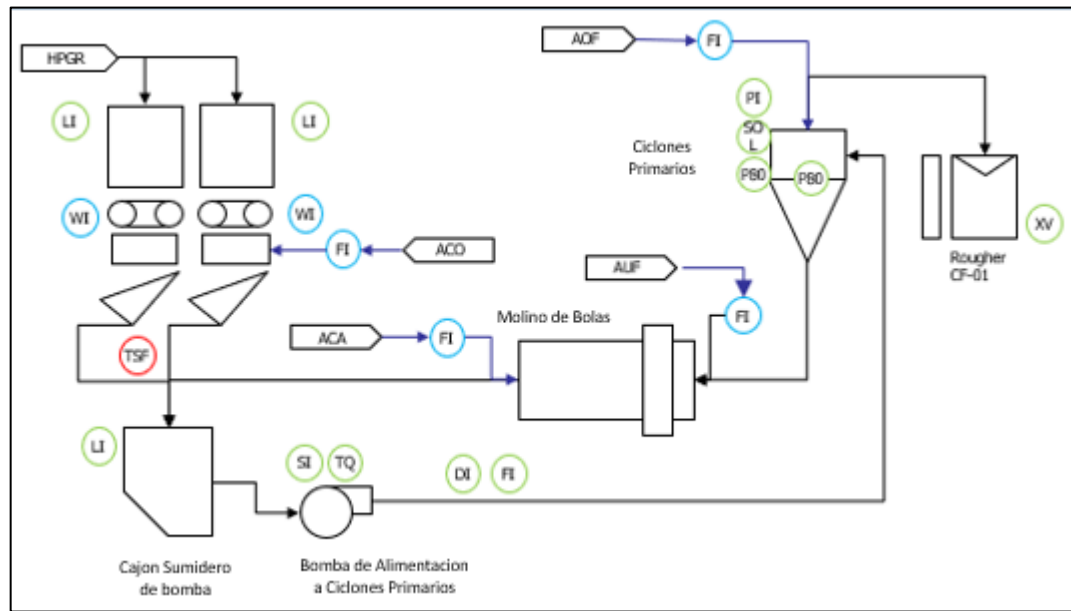 HPGR
AOF
FI
LI
LI
PI
SO
L
Ciclones
Primarios
P80
P80
WI
WI
FI
ACO
XV
Rougher
CF-01
AUF
FI
Molino de Bolas
ACA
FI
TSF
LI
SI
TQ
DI
FI
Cajon Sumidero
de bomba
Bomba de Alimentacion
a Ciclones Primarios